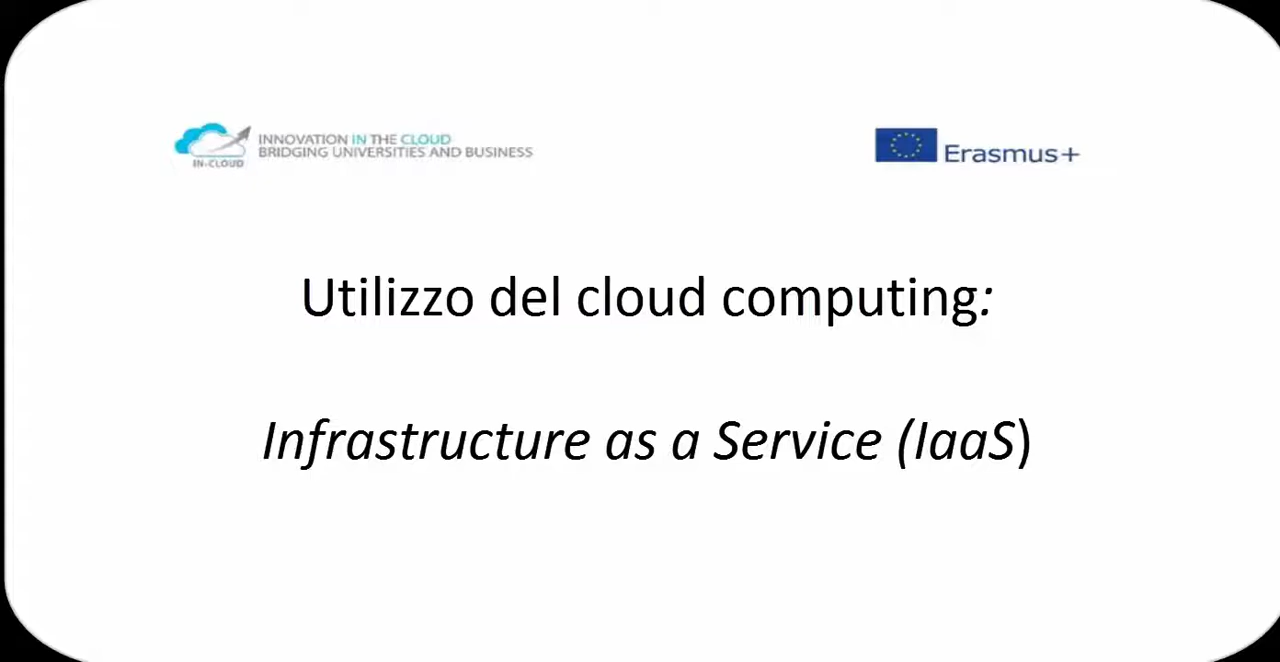 IN-CLOUD
INNOVATION IN THE CLOUD
BRIDGING UNIVERSITIES AND BUSINESS
Erasmus+
Utilizzo del cloud computing:
Infrastructure as a Service (IaaS)